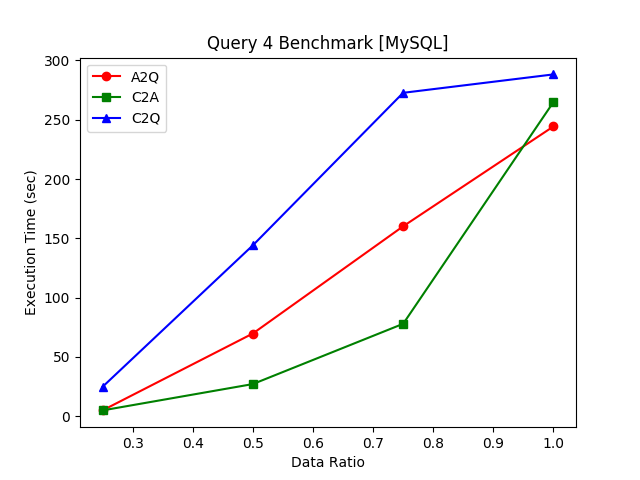 Query 4 Benchmark [MySQL]
A2Q
C2A
C2Q
300
250
200
150
100
50
0
Execution Time (sec)
0.3 0.4 0.5 0.6 0.7 0.8 0.9 1.0
Data Ratio